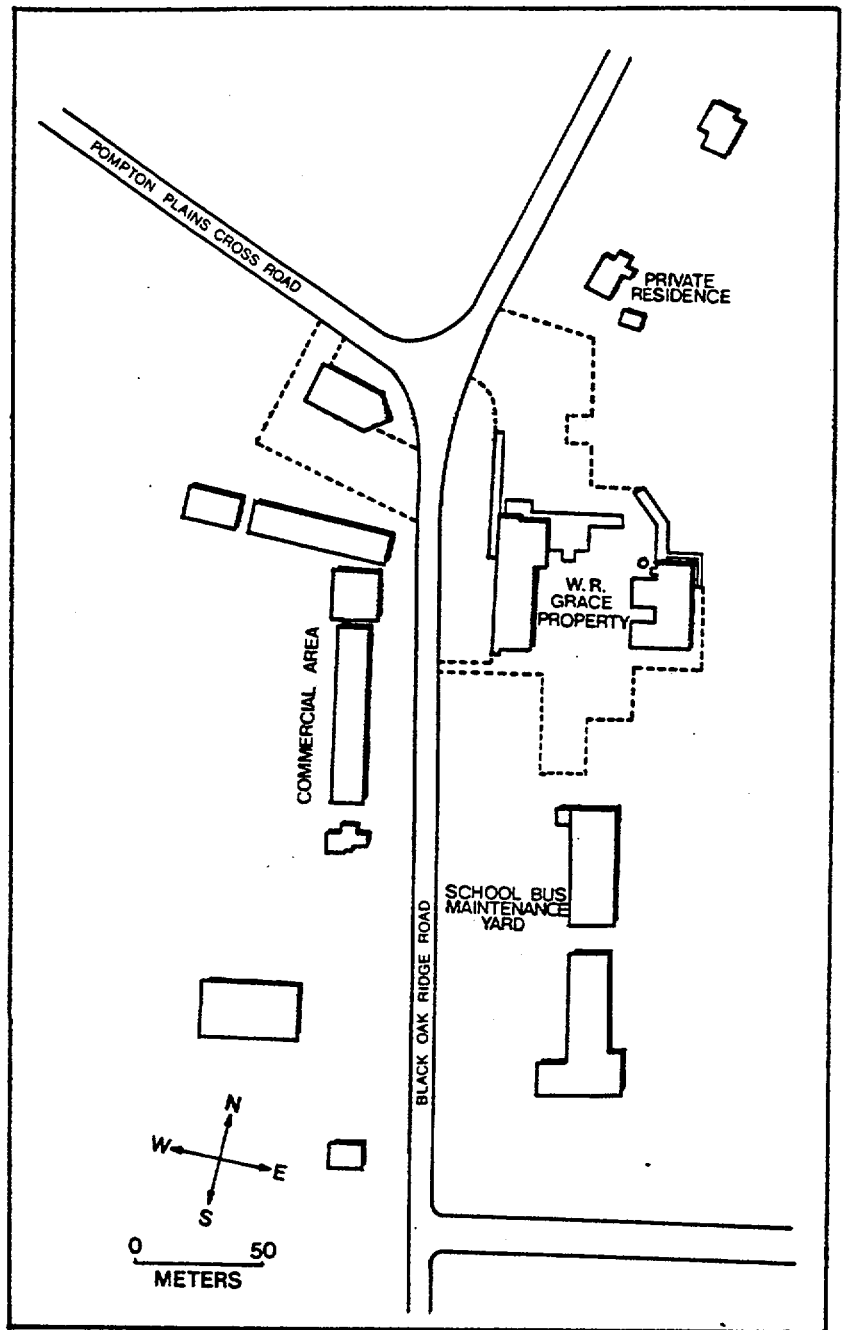 POMPTON PLAINS CROSS ROAD
PRIVATE
RESIDENCE
W. R.
GRACE
PROPERTY
COMMERCIAL AREA
SCHOOL BUS
MAINTENANCE
YARD
BLACK OAK RIDGE ROAD
N
W
E
S
0 50
METERS